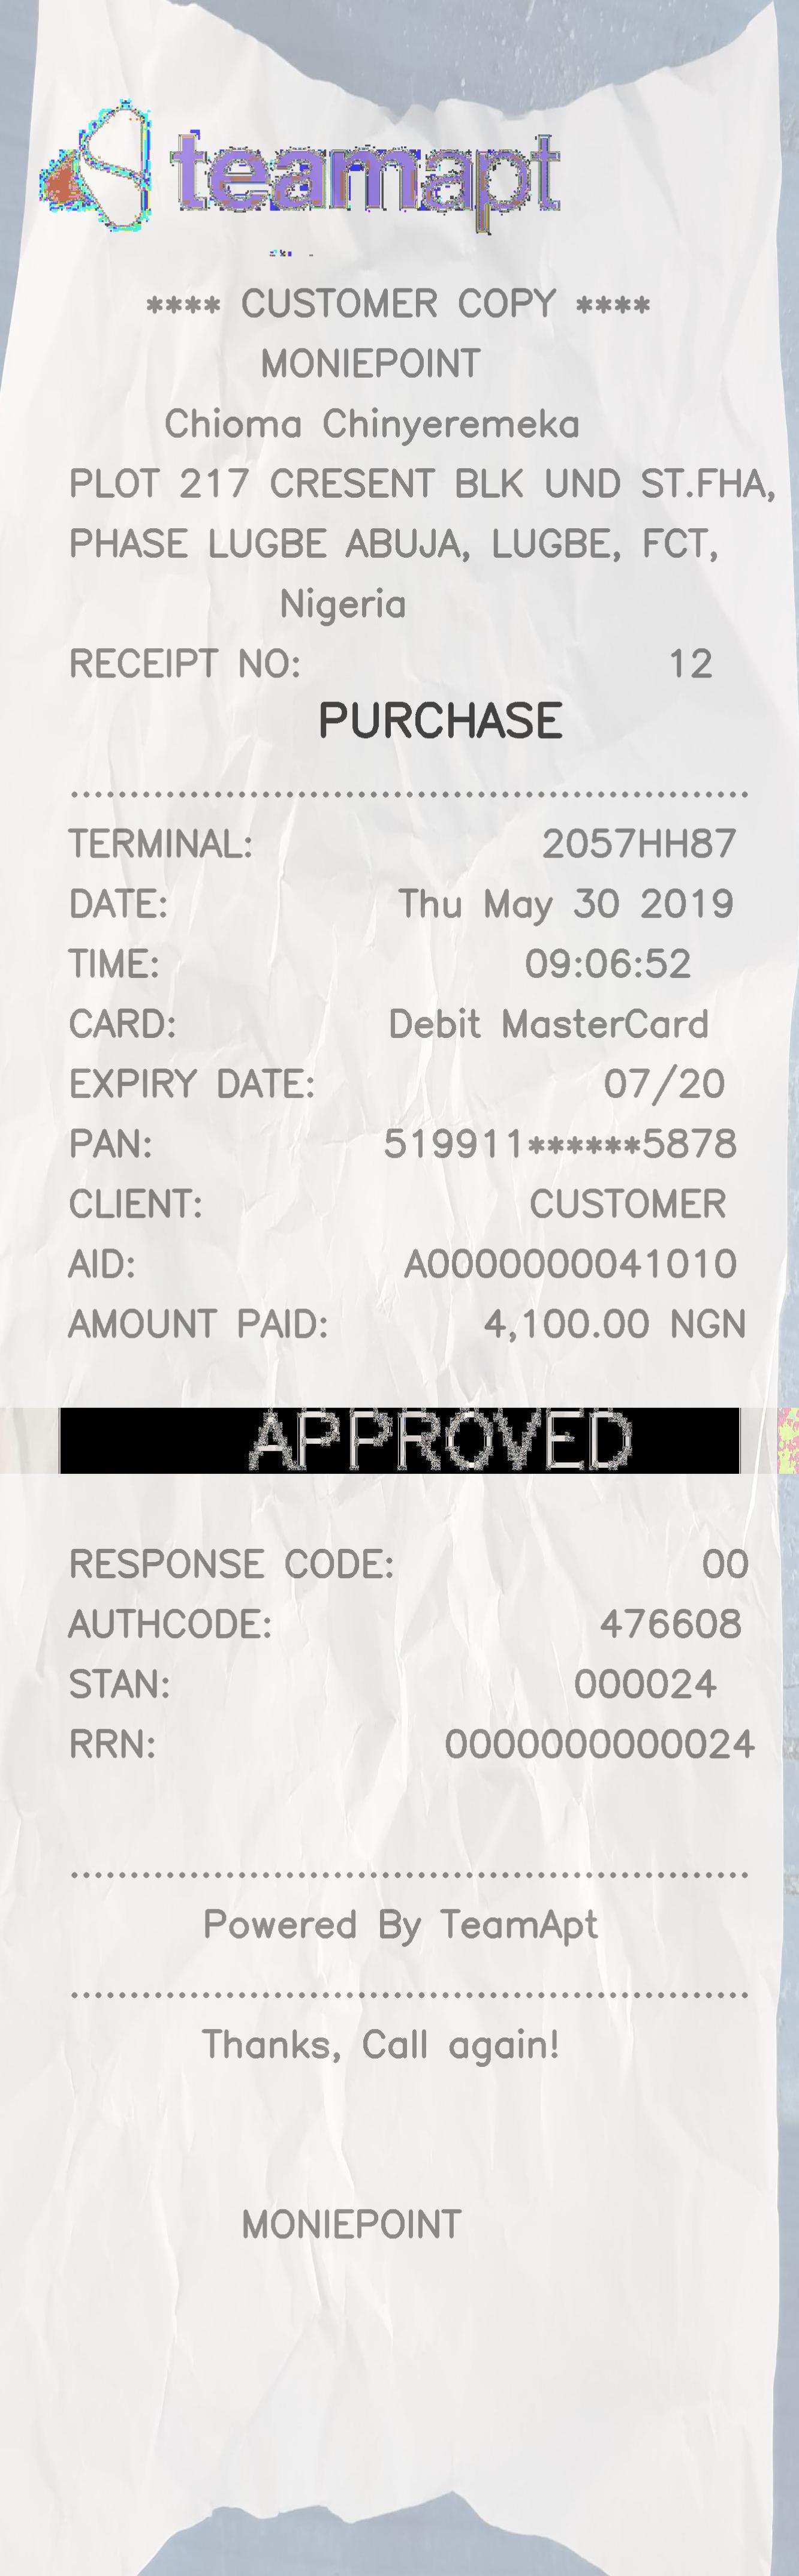 teamapt
**** CUSTOMER COPY ****
MONIEPOINT
Chioma Chinyeremeka
PLOT 217 CRESENT BLK UND ST.FHA,
PHASE LUGBE ABUJA, LUGBE, FCT,
Nigeria
RECEIPT NO: 12
PURCHASE
TERMINAL: 2057HH87
DATE: Thu May 30 2019
TIME: 09:06:52
CARD: Debit MasterCard
EXPIRY DATE: 07/20
PAN: 519911******5878
CLIENT: CUSTOMER
AID: A0000000041010
AMOUNT PAID: 4,100.00 NGN
APPROVED
RESPONSE CODE: 00
AUTHCODE: 476608
STAN: 000024
RRN: 0000000000024
Powered By TeamApt
Thanks, Call again!
MONIEPOINT